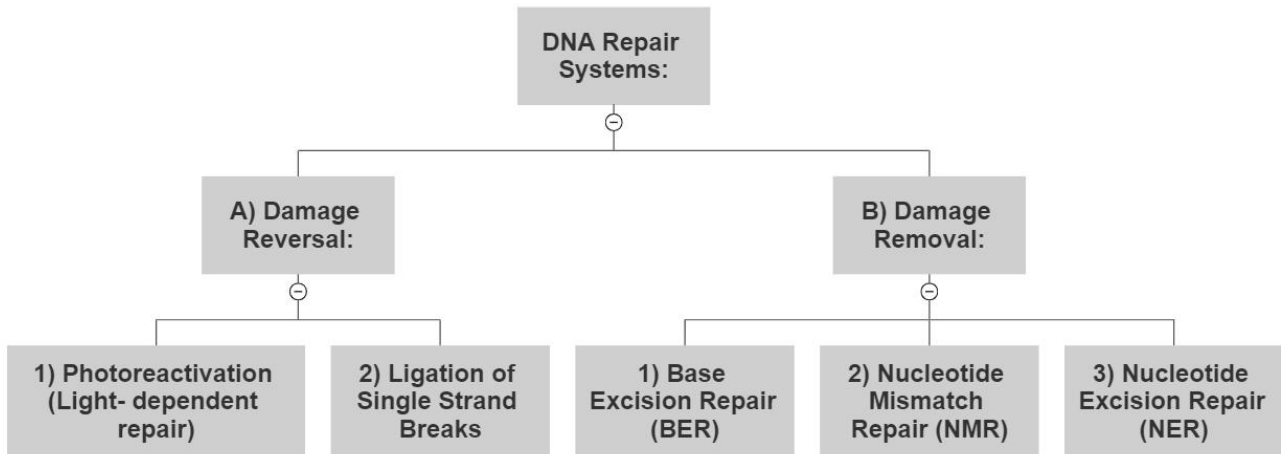 DNA Repair
Systems:
A) Damage
Reversal:
B) Damage
Removal:
1) Photoreactivation
(Light- dependent
repair)
2) Ligation of
Single Strand
Breaks
1) Base
Excision Repair
(BER)
2) Nucleotide
Mismatch
Repair (NMR)
3) Nucleotide
Excision Repair
(NER)